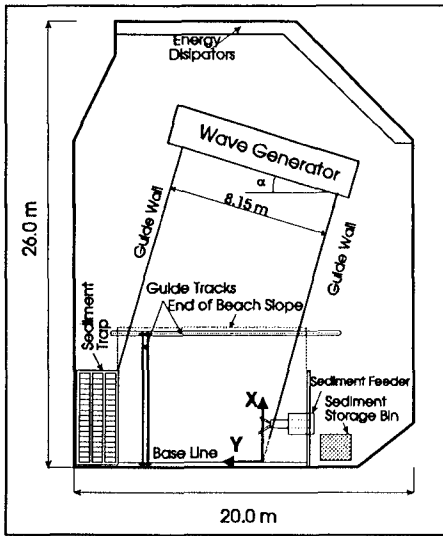 Energy
Disipators
Wave Generator
α
8.15 m
Guide Wall
Guide Wall
26.0 m
Guide Tracks
End of Beach Slope
Sediment
Trap
X
Sediment Feeder
Sediment
Storage Bin
Y
Base Line
20.0 m